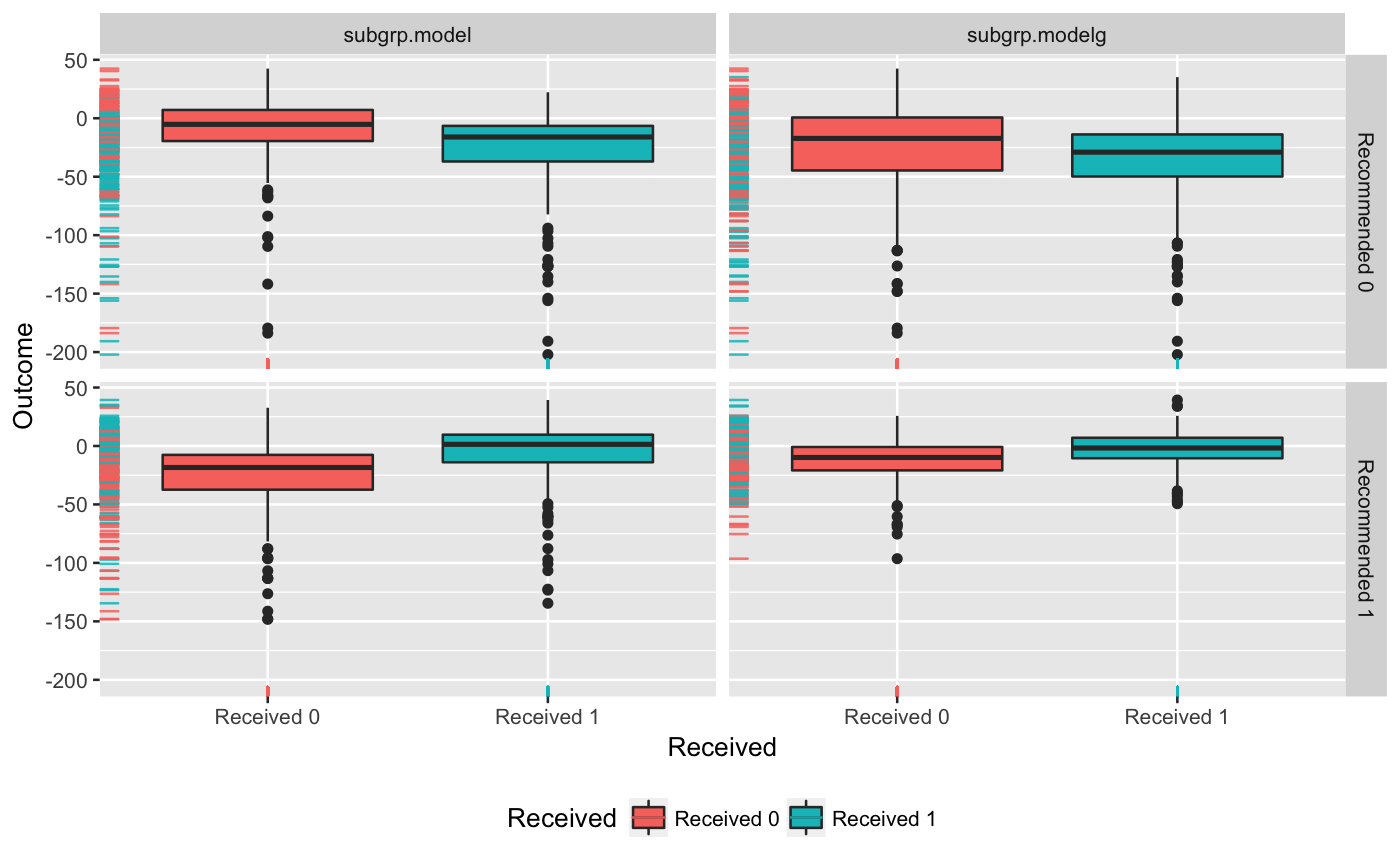 subgrp.model
subgrp.modelg
50
0
-50
-100
-150
-200
Recommended 0
Outcome
50
0
-50
-100
-150
-200
Recommended 1
Received 0
Received 1
Received 0
Received 1
Received
Received Received 0 Received 1